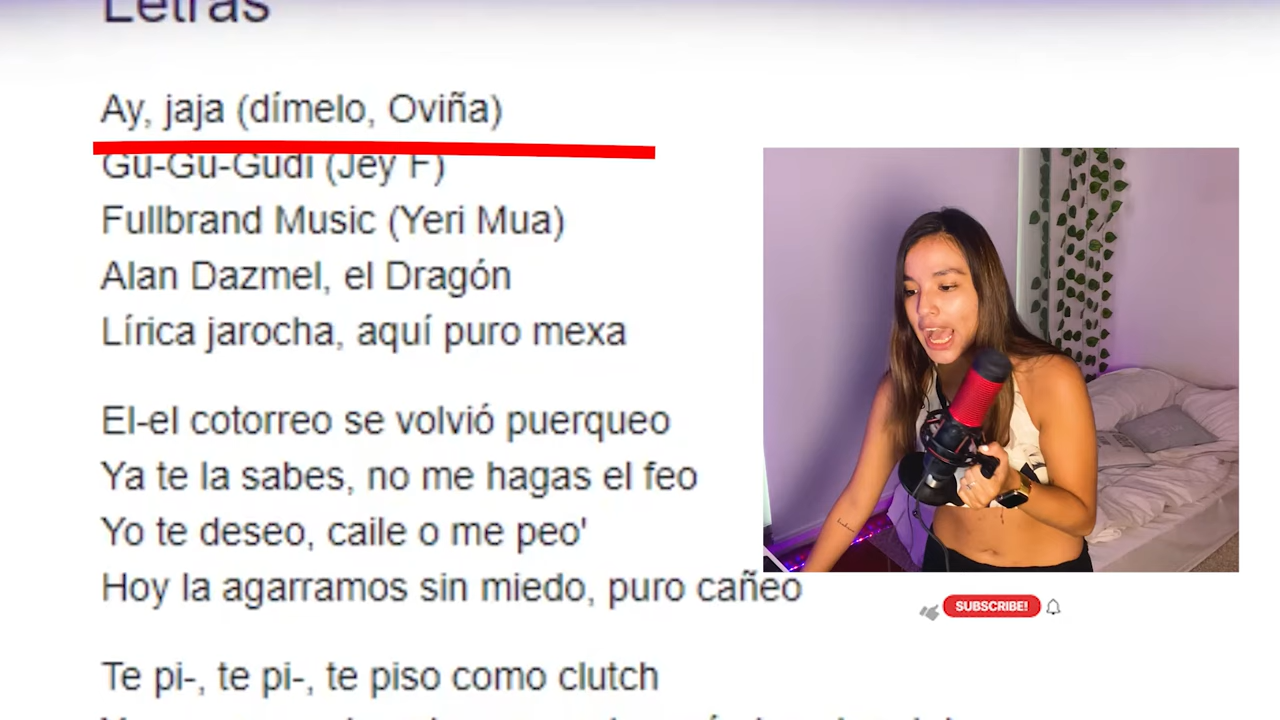 Letras
Ay, jaja (dímelo, Oviña)
Gu-Gu-Gudi (Jey F)
Fullbrand Music (Yeri Mua)
Alan Dazmel, el Dragón
Lírica jarocha, aquí puro mexa
El-el cotorreo se volvió puerqueo
Ya te la sabes, no me hagas el feo
Yo te deseo, caile o me peo'
Hoy la agarramos sin miedo, puro cañeo
SUBSCRIBE!
Te pi-, te pi-, te piso como clutch